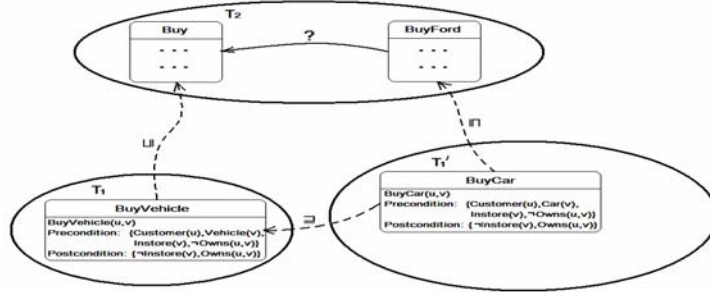 T₂
Buy
- - -
- - -
?
BuyFord
- - -
- - -
⊔I
I⊓
T₁
BuyVehicle
BuyVehicle(u,v)
Precondition: {Customer(u),Vehicle(v),
Instore(v),¬Owns(u,v)}
Postcondition: {¬Instore(v),Owns(u,v)}
⊒
T₁′
BuyCar
BuyCar(u,v)
Precondition: {Customer(u),Car(v),
Instore(v),¬Owns(u,v)}
Postcondition: {¬Instore(v),Owns(u,v)}